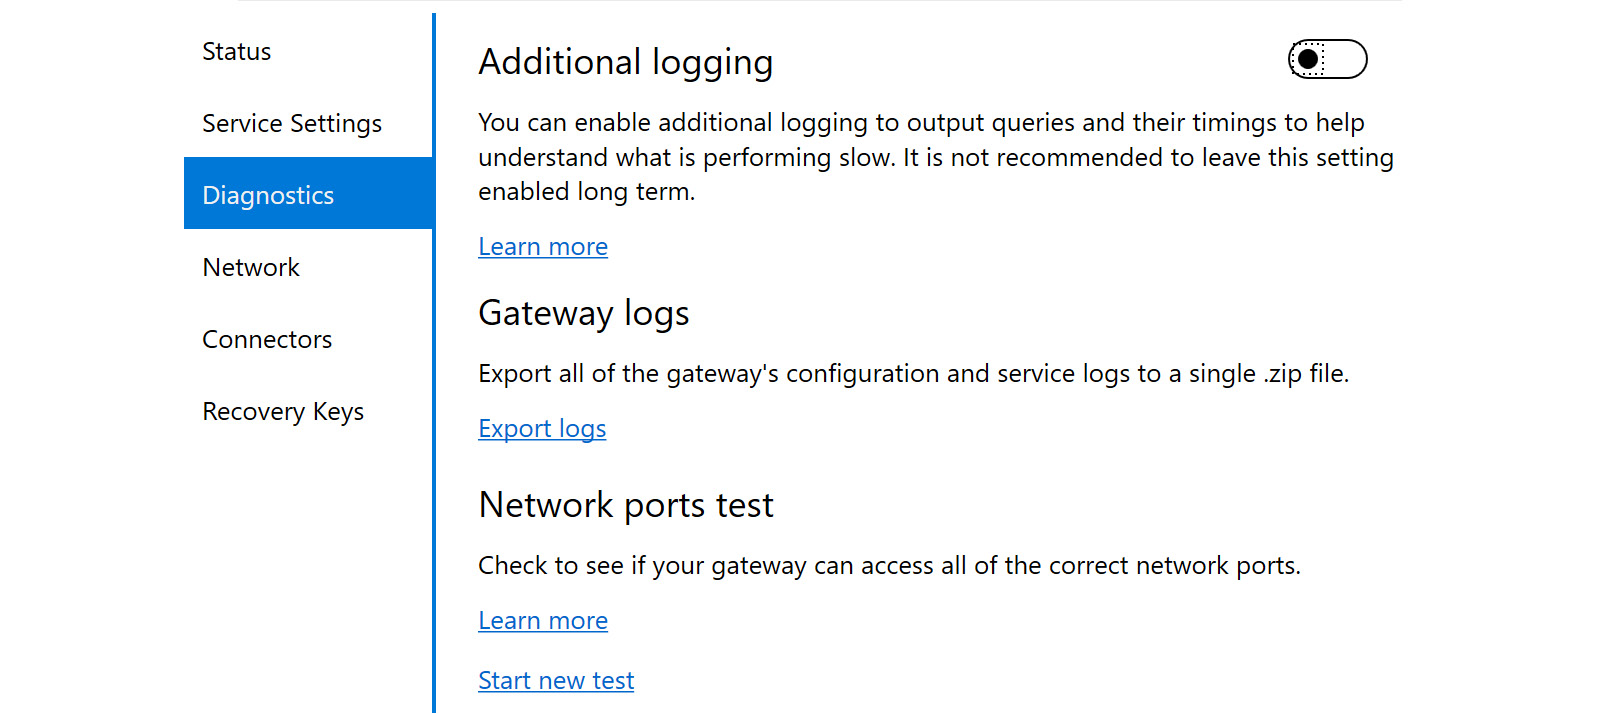 Status
Service Settings
Diagnostics
Network
Connectors
Recovery Keys
Additional logging
You can enable additional logging to output queries and their timings to help
understand what is performing slow. It is not recommended to leave this setting
enabled long term.
Learn more
Gateway logs
Export all of the gateway's configuration and service logs to a single .zip file.
Export logs
Network ports test
Check to see if your gateway can access all of the correct network ports.
Learn more
Start new test